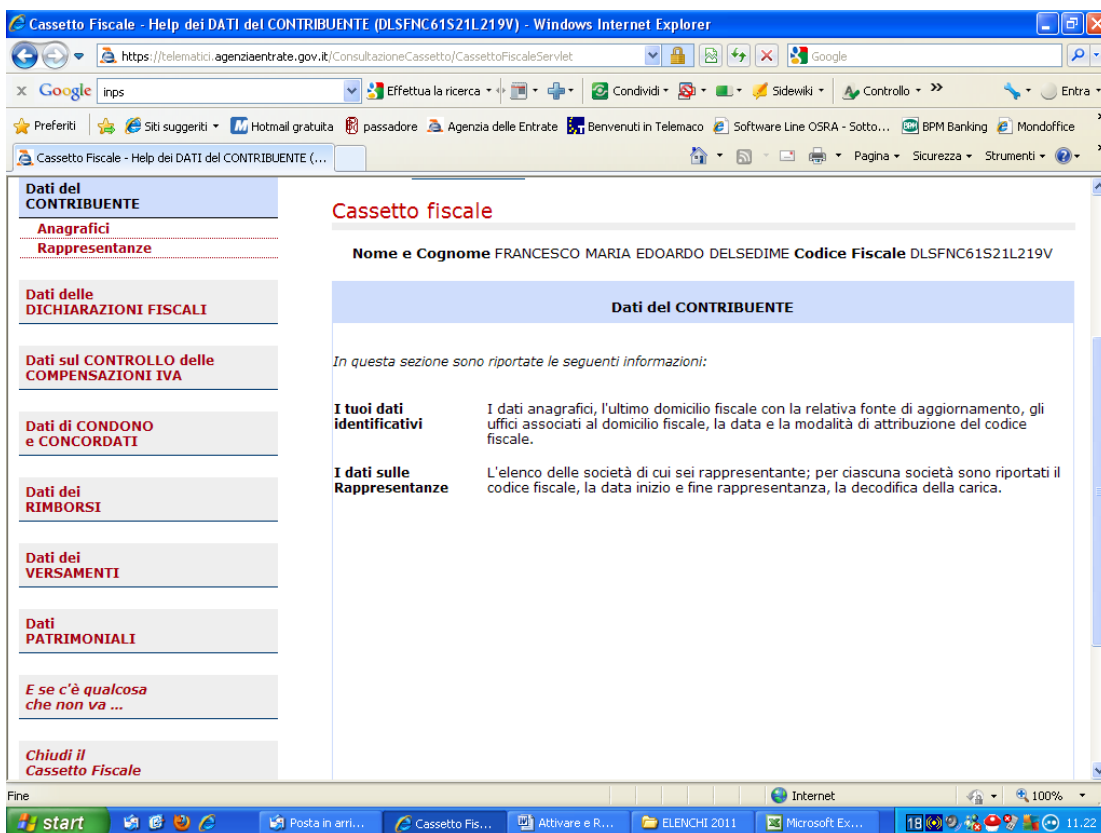 Cassetto Fiscale - Help dei DATI del CONTRIBUENTE (DLSFNC61S21L219V) - Windows Internet Explorer
https://telematici.agenziaentrate.gov.it/ConsultazioneCassetto/CassettoFiscaleServlet
Google
x Google inps Effettua la ricerca Condividi Sidewiki Controllo >> Entra
Preferiti Siti suggeriti Hotmail gratuita passadore Agenzia delle Entrate Benvenuti in Telemaco Software Line OSRA - Sotto... BPM Banking Mondoffice
Cassetto Fiscale - Help dei DATI del CONTRIBUENTE (... Pagina Sicurezza Strumenti
Dati del
CONTRIBUENTE
Anagrafici
Rappresentanze
Dati delle
DICHIARAZIONI FISCALI
Dati sul CONTROLLO delle
COMPENSAZIONI IVA
Dati di CONDONO
e CONCORDATI
Dati dei
RIMBORSI
Dati dei
VERSAMENTI
Dati
PATRIMONIALI
E se c'è qualcosa
che non va ...
Chiudi il
Cassetto Fiscale
Cassetto fiscale
Nome e Cognome FRANCESCO MARIA EDOARDO DELSEDIME Codice Fiscale DLSFNC61S21L219V
Dati del CONTRIBUENTE
In questa sezione sono riportate le seguenti informazioni:
I tuoi dati
identificativi
I dati anagrafici, l'ultimo domicilio fiscale con la relativa fonte di aggiornamento, gli
uffici associati al domicilio fiscale, la data e la modalità di attribuzione del codice
fiscale.
I dati sulle
Rappresentanze
L'elenco delle società di cui sei rappresentante; per ciascuna società sono riportati il
codice fiscale, la data inizio e fine rappresentanza, la decodifica della carica.
Fine Internet 100%
start Posta in arri... Cassetto Fis... Attivare e R... ELENCHI 2011 Microsoft Ex... 18 11.22